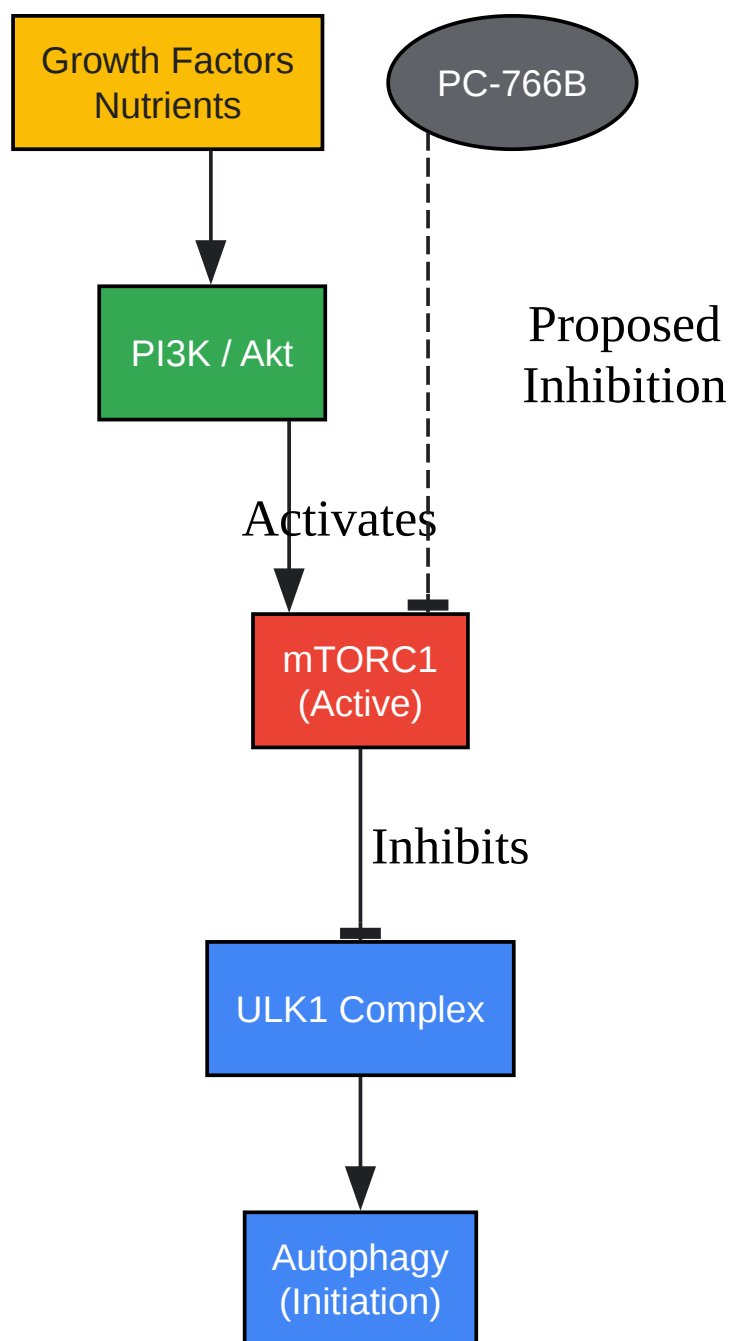 Growth Factors
Nutrients
PC-766B
Proposed
Inhibition
PI3K / Akt
Activates
mTORC1
(Active)
Inhibits
ULK1 Complex
Autophagy
(Initiation)